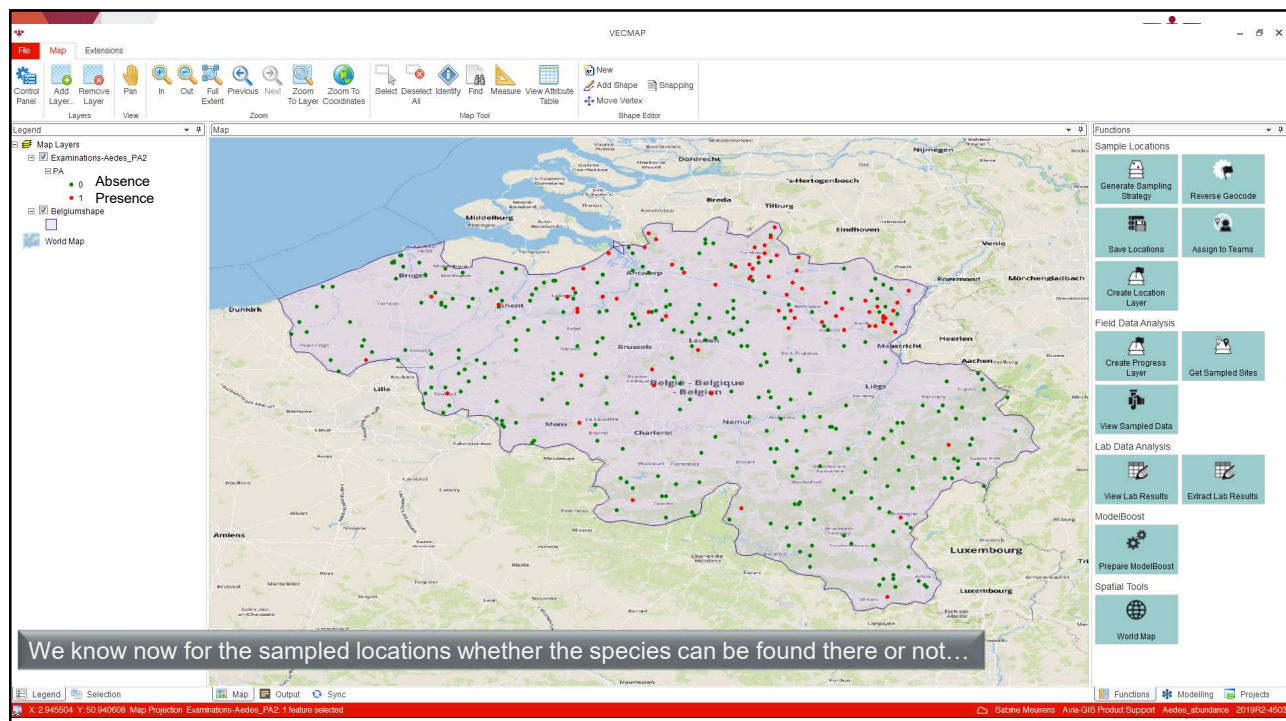 VECMAP
File Map Extensions
Control Panel
Add Layer...
Remove Layer
Pan
In
Out
Full Extent
Previous
Next
Zoom To Layer
Zoom To Coordinates
Select
Deselect All
Identify
Find
Measure
View Attribute Table
New
Add Shape
Snapping
Move Vertex
Layers View Zoom Map Tool Shape Editor
Legend
Map Layers
Examinations-Aedes_PA2
PA
0 Absence
1 Presence
Belgiumshape
World Map
Map
Nijmegen
Dordrecht
's-Hertogenbosch
Breda
Tilburg
Middelburg
Eindhoven
Venlo
Antwerp
Bruges
Roermond
Mönchengladbach
Dunkirk
Ghent
Leuven
Maastricht
Heerlen
Brussels
Aachen
Lille
België - Belgique
- Belgien
Liège
Mons
Namur
Charleroi
Amiens
Luxembourg
Luxembourg
Functions
Sample Locations
Generate Sampling Strategy
Reverse Geocode
Save Locations
Assign to Teams
Create Location Layer
Field Data Analysis
Create Progress Layer
Get Sampled Sites
View Sampled Data
Lab Data Analysis
View Lab Results
Extract Lab Results
ModelBoost
Prepare ModelBoost
Spatial Tools
World Map
We know now for the sampled locations whether the species can be found there or not…
Legend Selection
Map Output Sync
Functions Modelling Projects
X: 2.945504 Y: 50.940608 Map Projection Examinations-Aedes_PA2: 1 feature selected
Sabine Meurens Avia-GIS Product Support Aedes_abundance 2019R2-4502